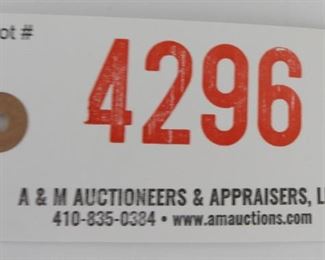 ot #
4296
A & M AUCTIONEERS & APPRAISERS, L
410-835-0384 • www.amauctions.com